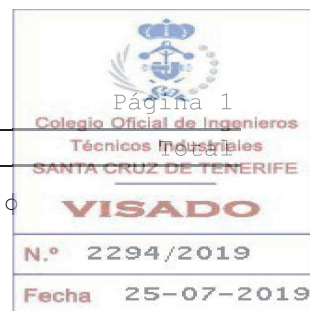 Página 1
Colegio Oficial de Ingenieros
Técnicos Industriales
Total
SANTA CRUZ DE TENERIFE
o
VISADO
N.º 2294/2019
Fecha 25-07-2019